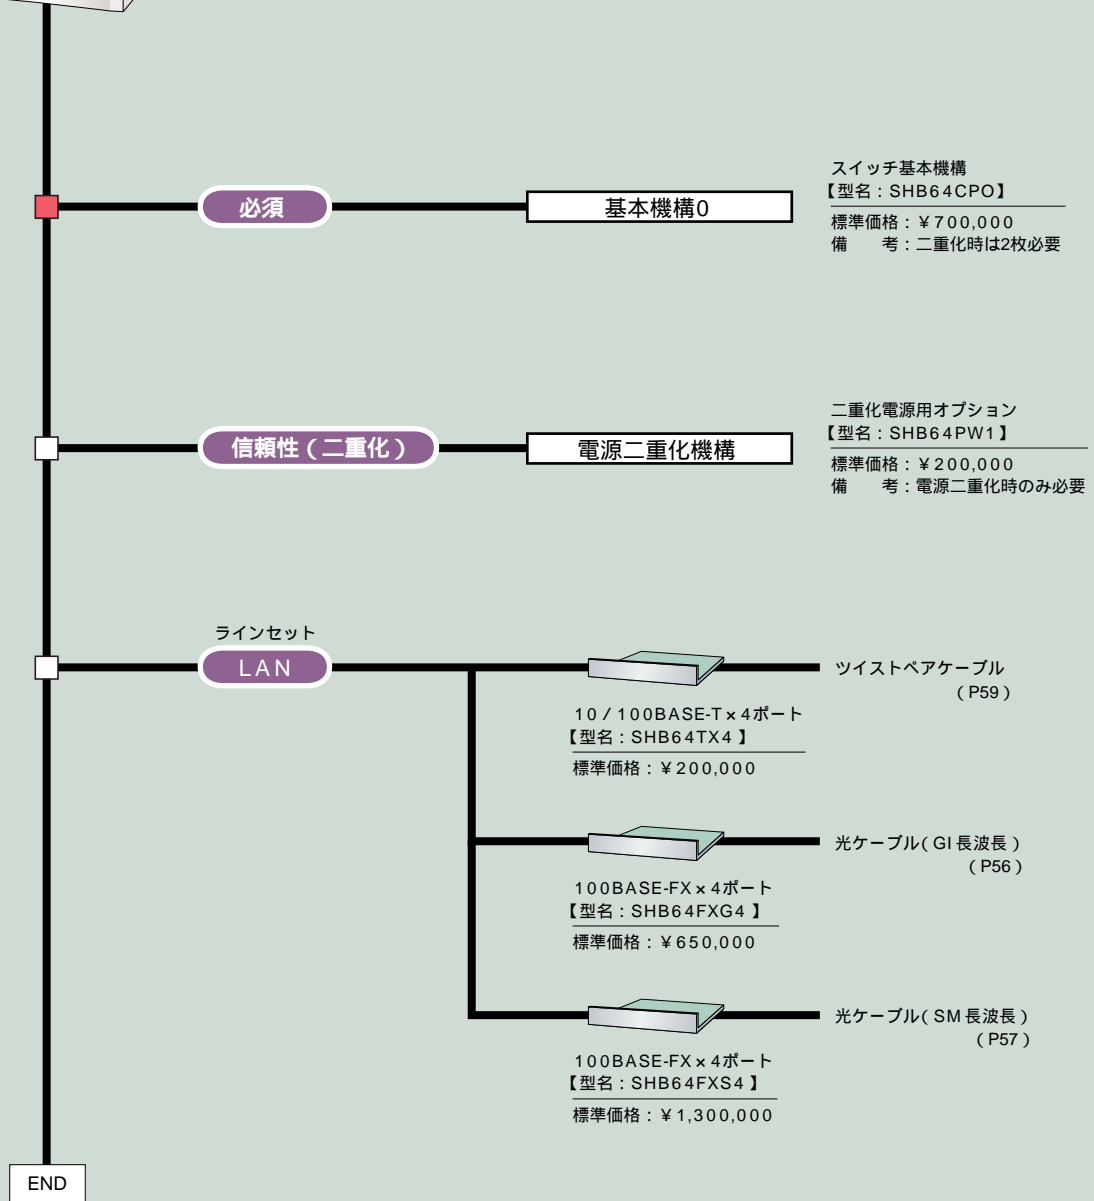 必須
基本機構0
スイッチ基本機構
【型名：SHB64CPO】
標準価格：￥700,000
備　　考：二重化時は2枚必要
信頼性（二重化）
電源二重化機構
二重化電源用オプション
【型名：SHB64PW1】
標準価格：￥200,000
備　　考：電源二重化時のみ必要
ラインセット
LAN
ツイストペアケーブル
（P59）
10／100BASE-T×4ポート
【型名：SHB64TX4】
標準価格：￥200,000
光ケーブル（GI長波長）
（P56）
100BASE-FX×4ポート
【型名：SHB64FXG4】
標準価格：￥650,000
光ケーブル（SM長波長）
（P57）
100BASE-FX×4ポート
【型名：SHB64FXS4】
標準価格：￥1,300,000
END